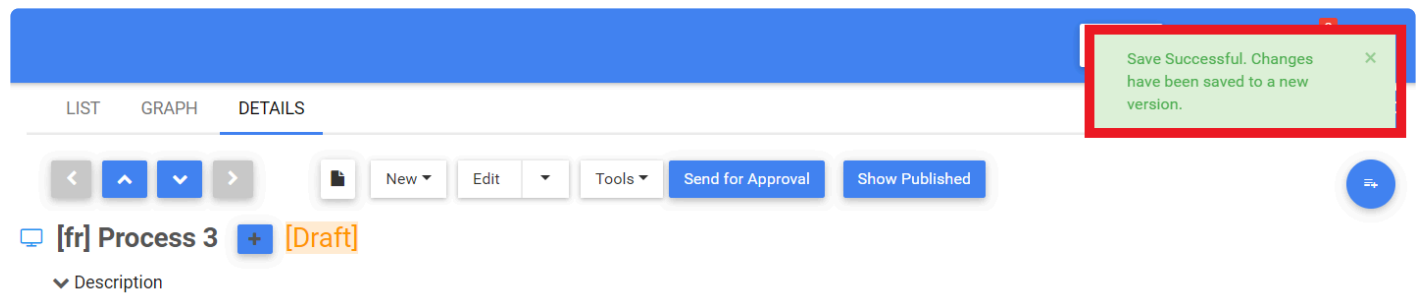 Save Successful. Changes
have been saved to a new
version.
LIST GRAPH DETAILS
New Edit Tools Send for Approval Show Published
[fr] Process 3 [Draft]
Description